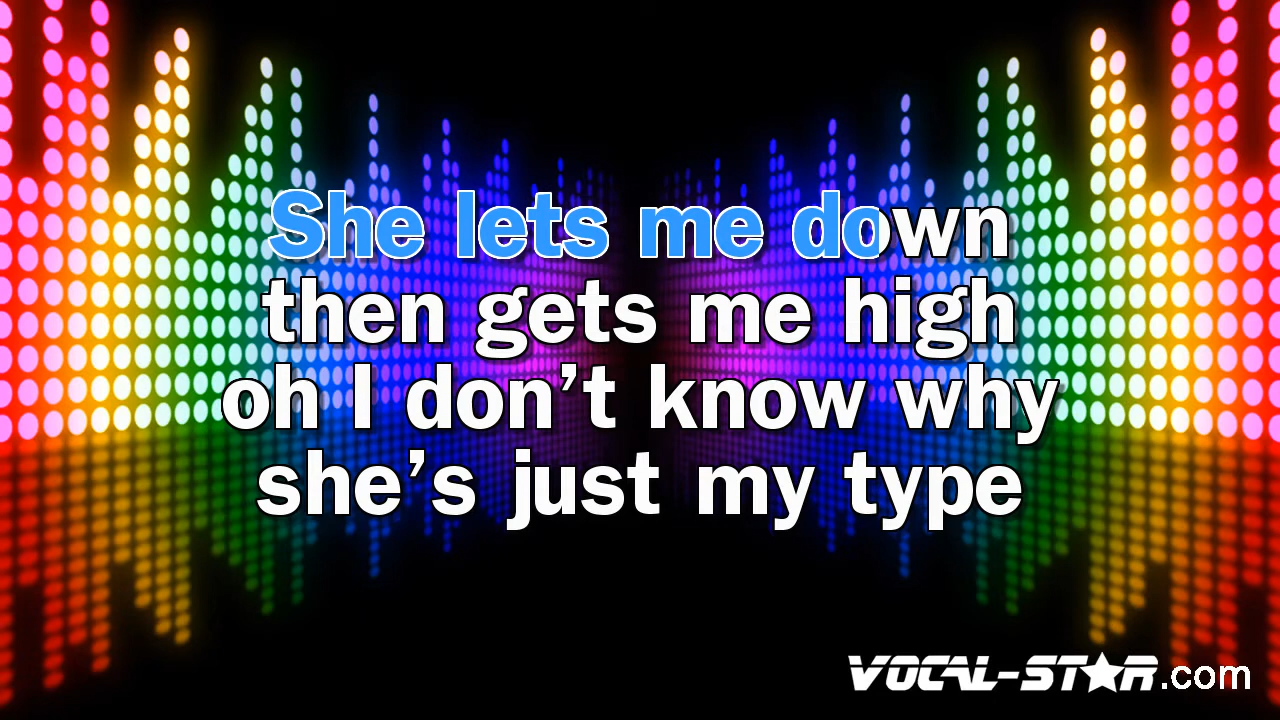 She lets me down
then gets me high
oh I don’t know why
she’s just my type
VOCAL-STAR.com